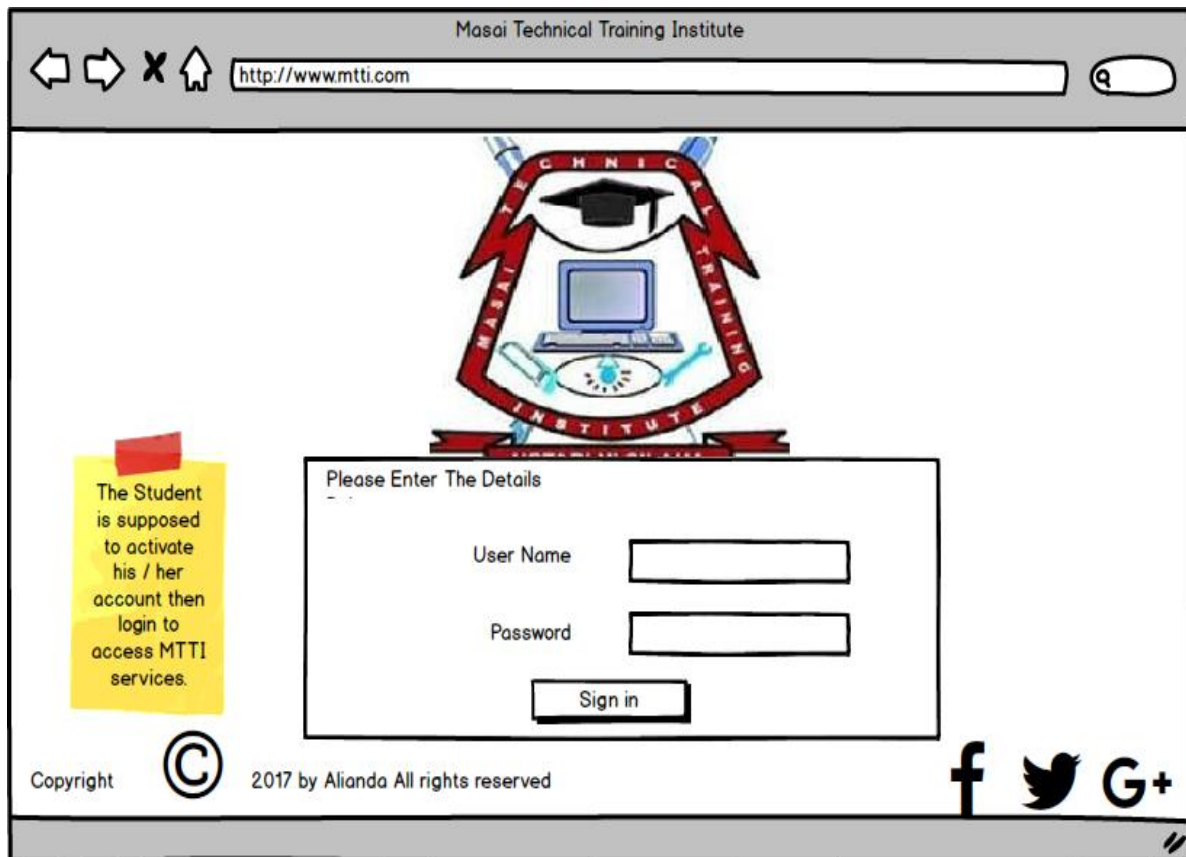 Masai Technical Training Institute
http://www.mtti.com
MASAI TECHNICAL TRAINING
INSTITUTE
Please Enter The Details
The Student
is supposed
to activate
his / her
account then
login to
access MTTI
services.
User Name
Password
Sign in
Copyright © 2017 by Alianda All rights reserved
f G+